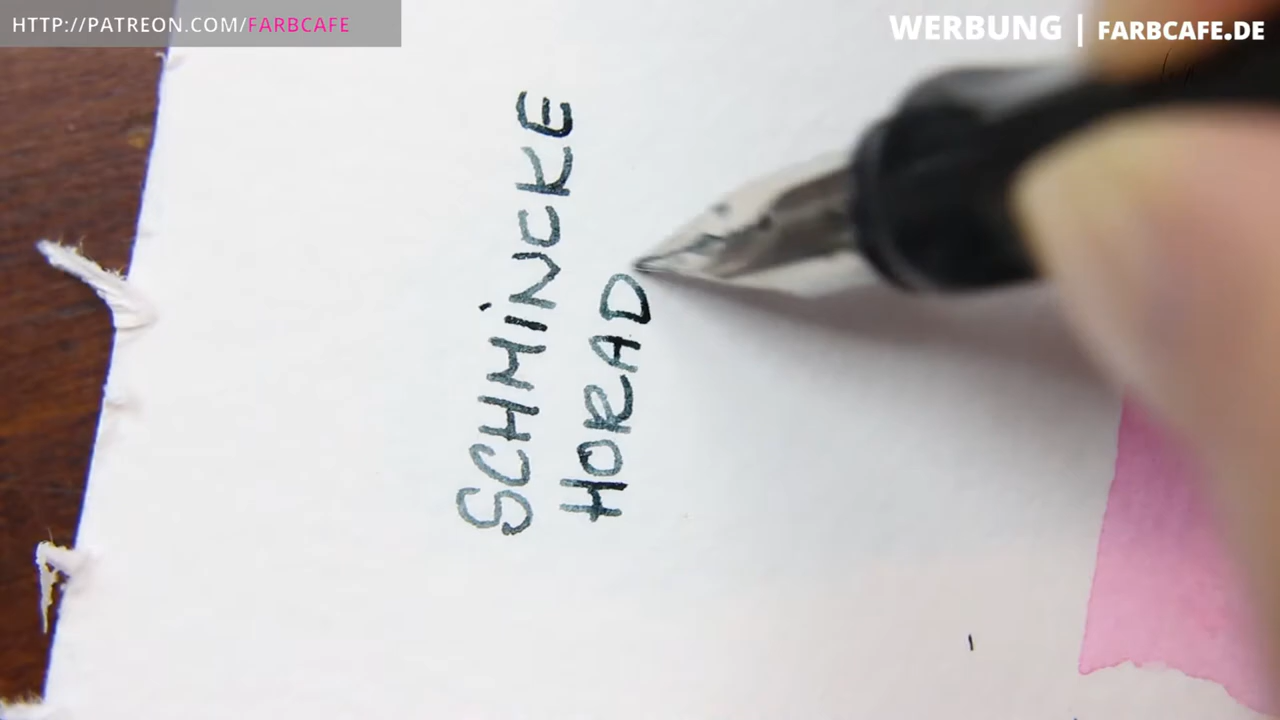 HTTP://PATREON.COM/FARBCAFE
WERBUNG | FARBCAFE.DE
SCHMINCKE
HORAD